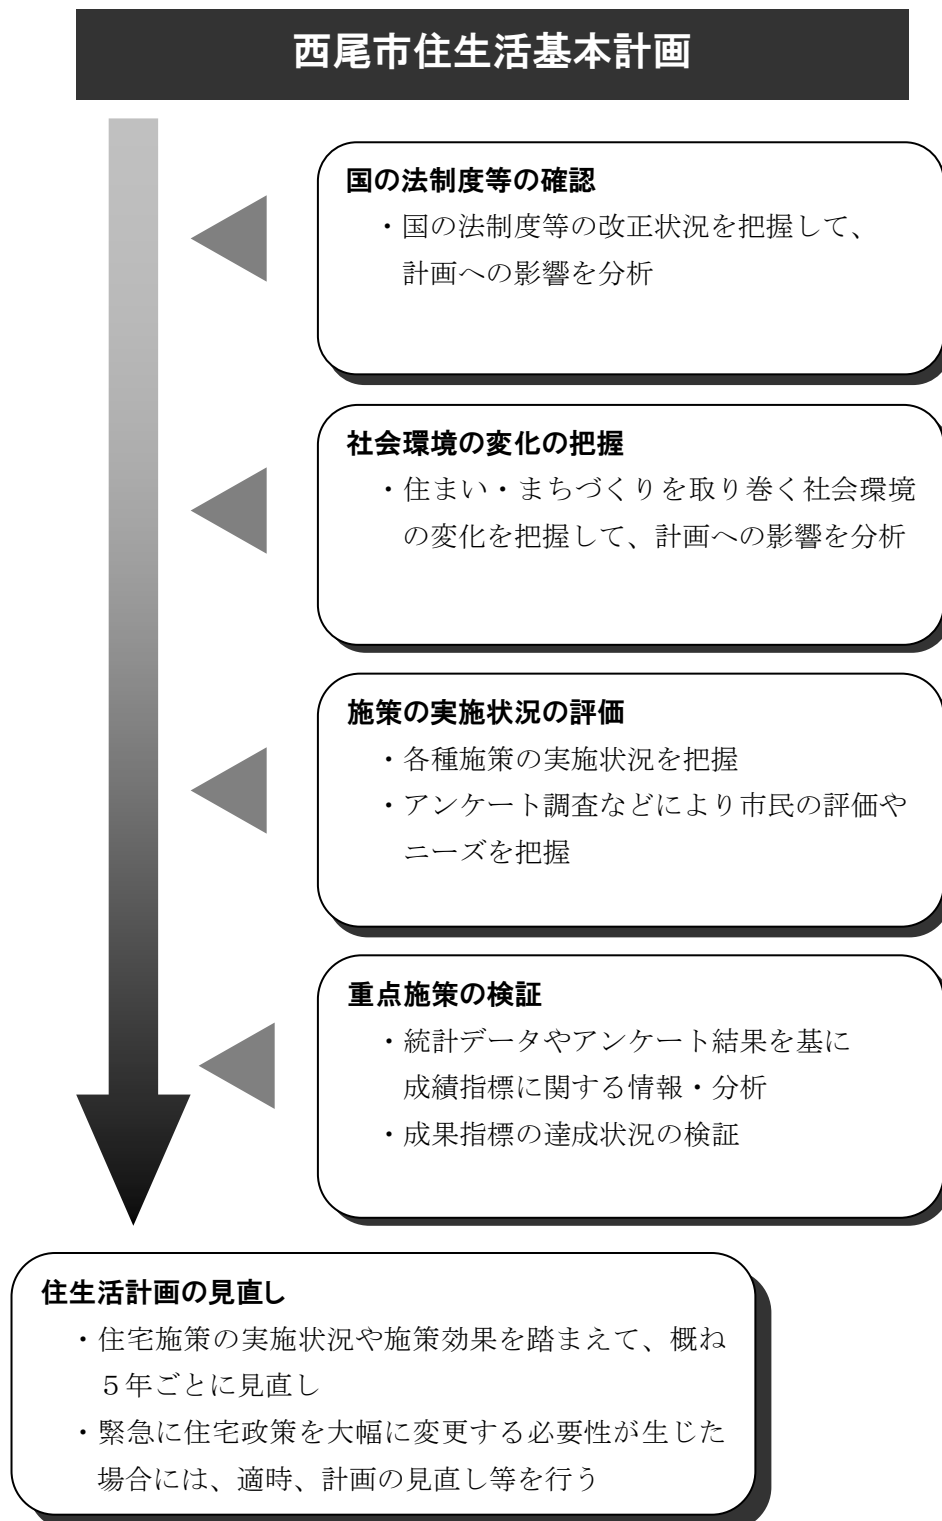 西尾市住生活基本計画
国の法制度等の確認
・国の法制度等の改正状況を把握して、
計画への影響を分析
社会環境の変化の把握
・住まい・まちづくりを取り巻く社会環境
の変化を把握して、計画への影響を分析
施策の実施状況の評価
・各種施策の実施状況を把握
・アンケート調査などにより市民の評価や
ニーズを把握
重点施策の検証
・統計データやアンケート結果を基に
成績指標に関する情報・分析
・成果指標の達成状況の検証
住生活計画の見直し
・住宅施策の実施状況や施策効果を踏まえて、概ね
５年ごとに見直し
・緊急に住宅政策を大幅に変更する必要性が生じた
場合には、適時、計画の見直し等を行う